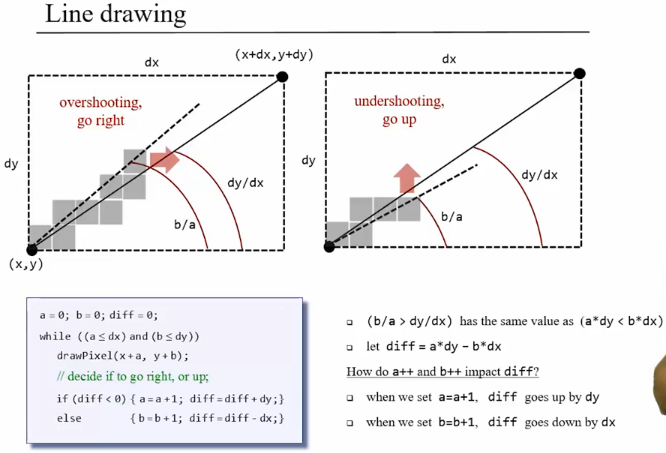 Line drawing
dx
(x+dx,y+dy)
overshooting,
go right
dy
dy/dx
b/a
(x,y)
dx
undershooting,
go up
dy
dy/dx
b/a
a = 0; b = 0; diff = 0;
while ((a ≤ dx) and (b ≤ dy))
drawPixel(x+a, y+b);
// decide if to go right, or up;
if (diff < 0) { a = a + 1; diff = diff + dy;}
else { b = b + 1; diff = diff - dx;}
(b/a > dy/dx) has the same value as (a*dy < b*dx)
let diff = a*dy – b*dx
How do a++ and b++ impact diff?
when we set a=a+1, diff goes up by dy
when we set b=b+1, diff goes down by dx